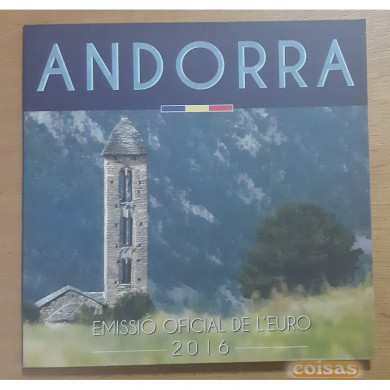 ANDORRA
EMISSIÓ OFICIAL DE L'EURO
2016
coisas